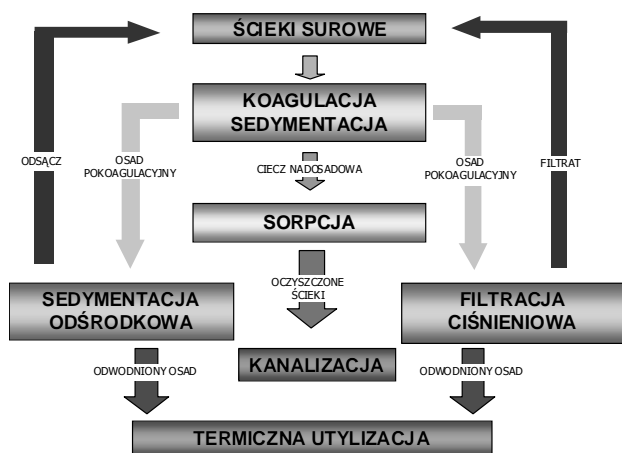 ŚCIEKI SUROWE
KOAGULACJA
SEDYMENTACJA
ODSĄCZ
OSAD
POKOAGULACYJNY
CIECZ NADOSADOWA
OSAD
POKOAGULACYJNY
FILTRAT
SORPCJA
OCZYSZCZONE
ŚCIEKI
SEDYMENTACJA
ODŚRODKOWA
FILTRACJA
CIŚNIENIOWA
KANALIZACJA
ODWODNIONY OSAD
ODWODNIONY OSAD
TERMICZNA UTYLIZACJA